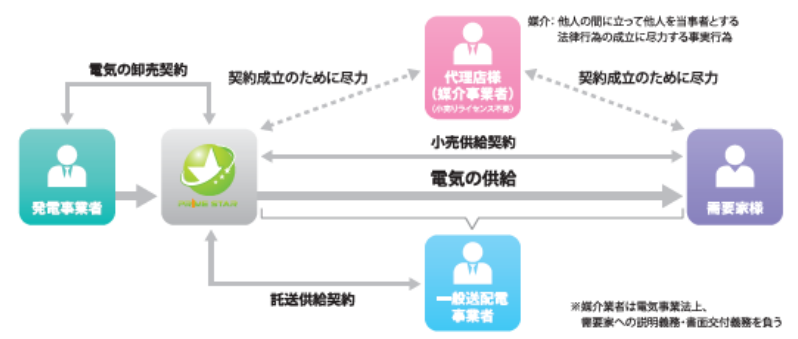 媒介：他人の間に立って他人を当事者とする
法律行為の成立に尽力する事実行為
電気の卸売契約
契約成立のために尽力
代理店様
（媒介事業者）
（小売りライセンス不要）
契約成立のために尽力
小売供給契約
電気の供給
発電事業者
PRIME STAR
需要家様
託送供給契約
一般送配電
事業者
※媒介業者は電気事業法上、
需要家への説明義務・書面交付義務を負う